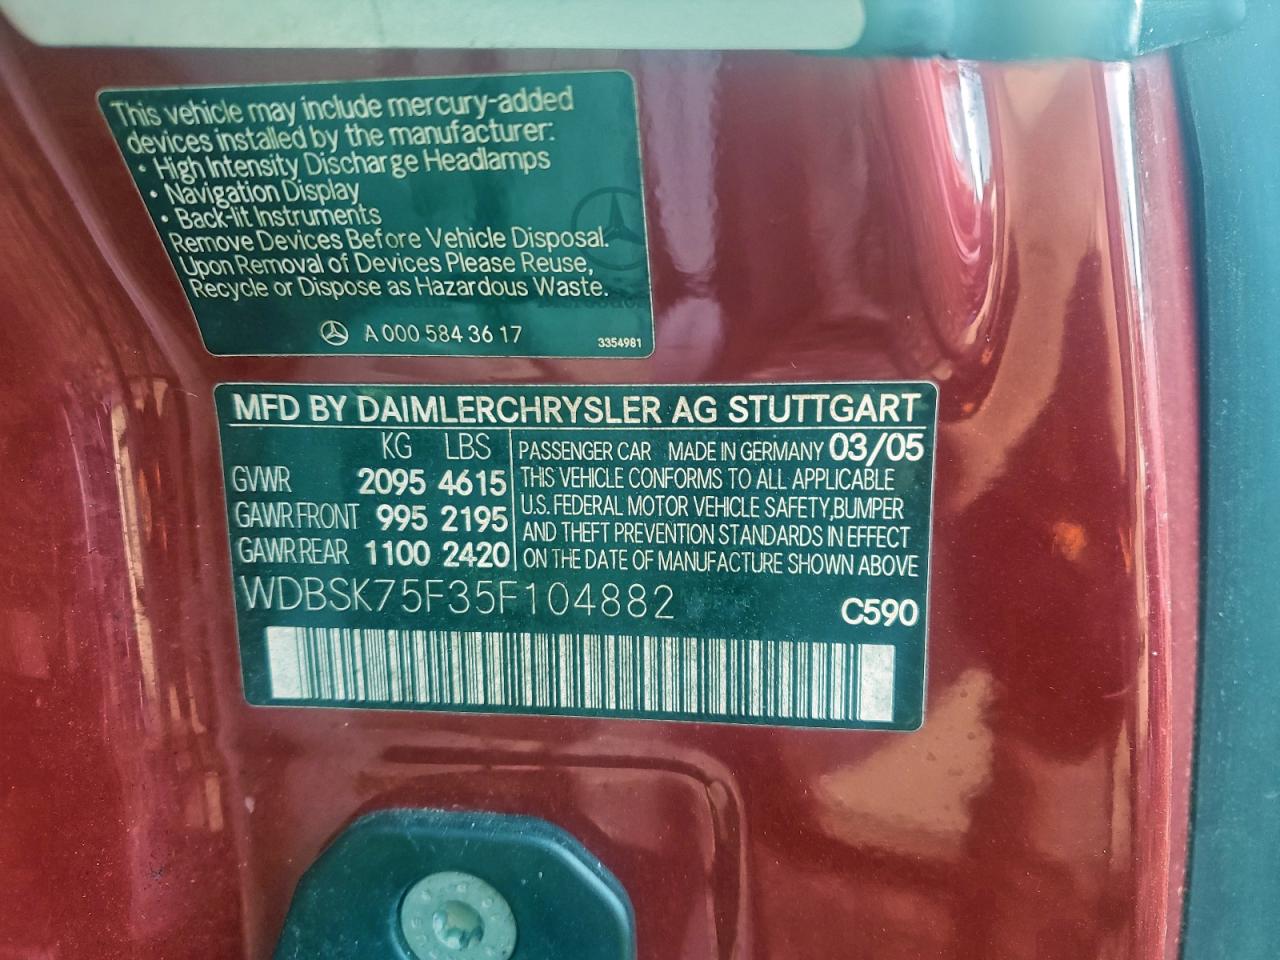 This vehicle may include mercury-added
devices installed by the manufacturer:
• High Intensity Discharge Headlamps
• Navigation Display
• Back-lit Instruments
Remove Devices Before Vehicle Disposal.
Upon Removal of Devices Please Reuse,
Recycle or Dispose as Hazardous Waste.
A 000 584 36 17
3354981
MFD BY DAIMLERCHRYSLER AG STUTTGART
KG LBS
GVWR 2095 4615
GAWR FRONT 995 2195
GAWR REAR 1100 2420
PASSENGER CAR MADE IN GERMANY 03/05
THIS VEHICLE CONFORMS TO ALL APPLICABLE
U.S. FEDERAL MOTOR VEHICLE SAFETY,BUMPER
AND THEFT PREVENTION STANDARDS IN EFFECT
ON THE DATE OF MANUFACTURE SHOWN ABOVE
WDBSK75F35F104882
C590